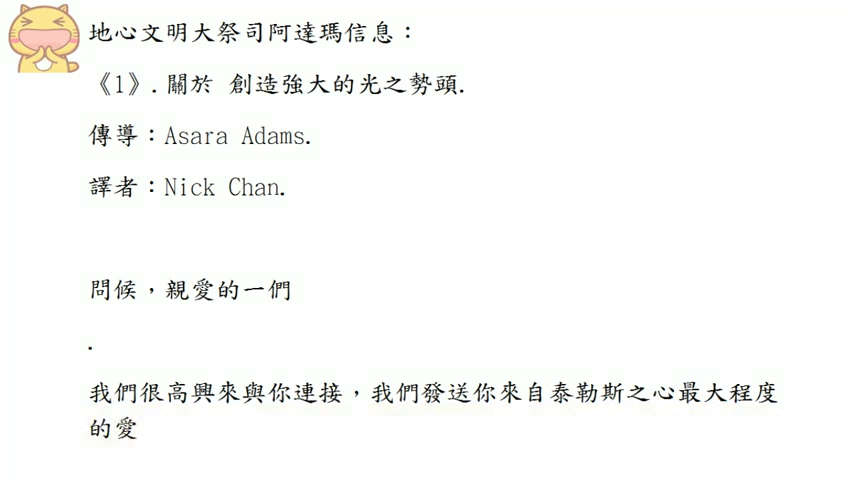 地心文明大祭司阿達瑪信息：
《1》. 關於 創造強大的光之勢頭.
傳導：Asara Adams.
譯者：Nick Chan.
問候，親愛的一們
.
我們很高興來與你連接，我們發送你來自泰勒斯之心最大程度
的愛